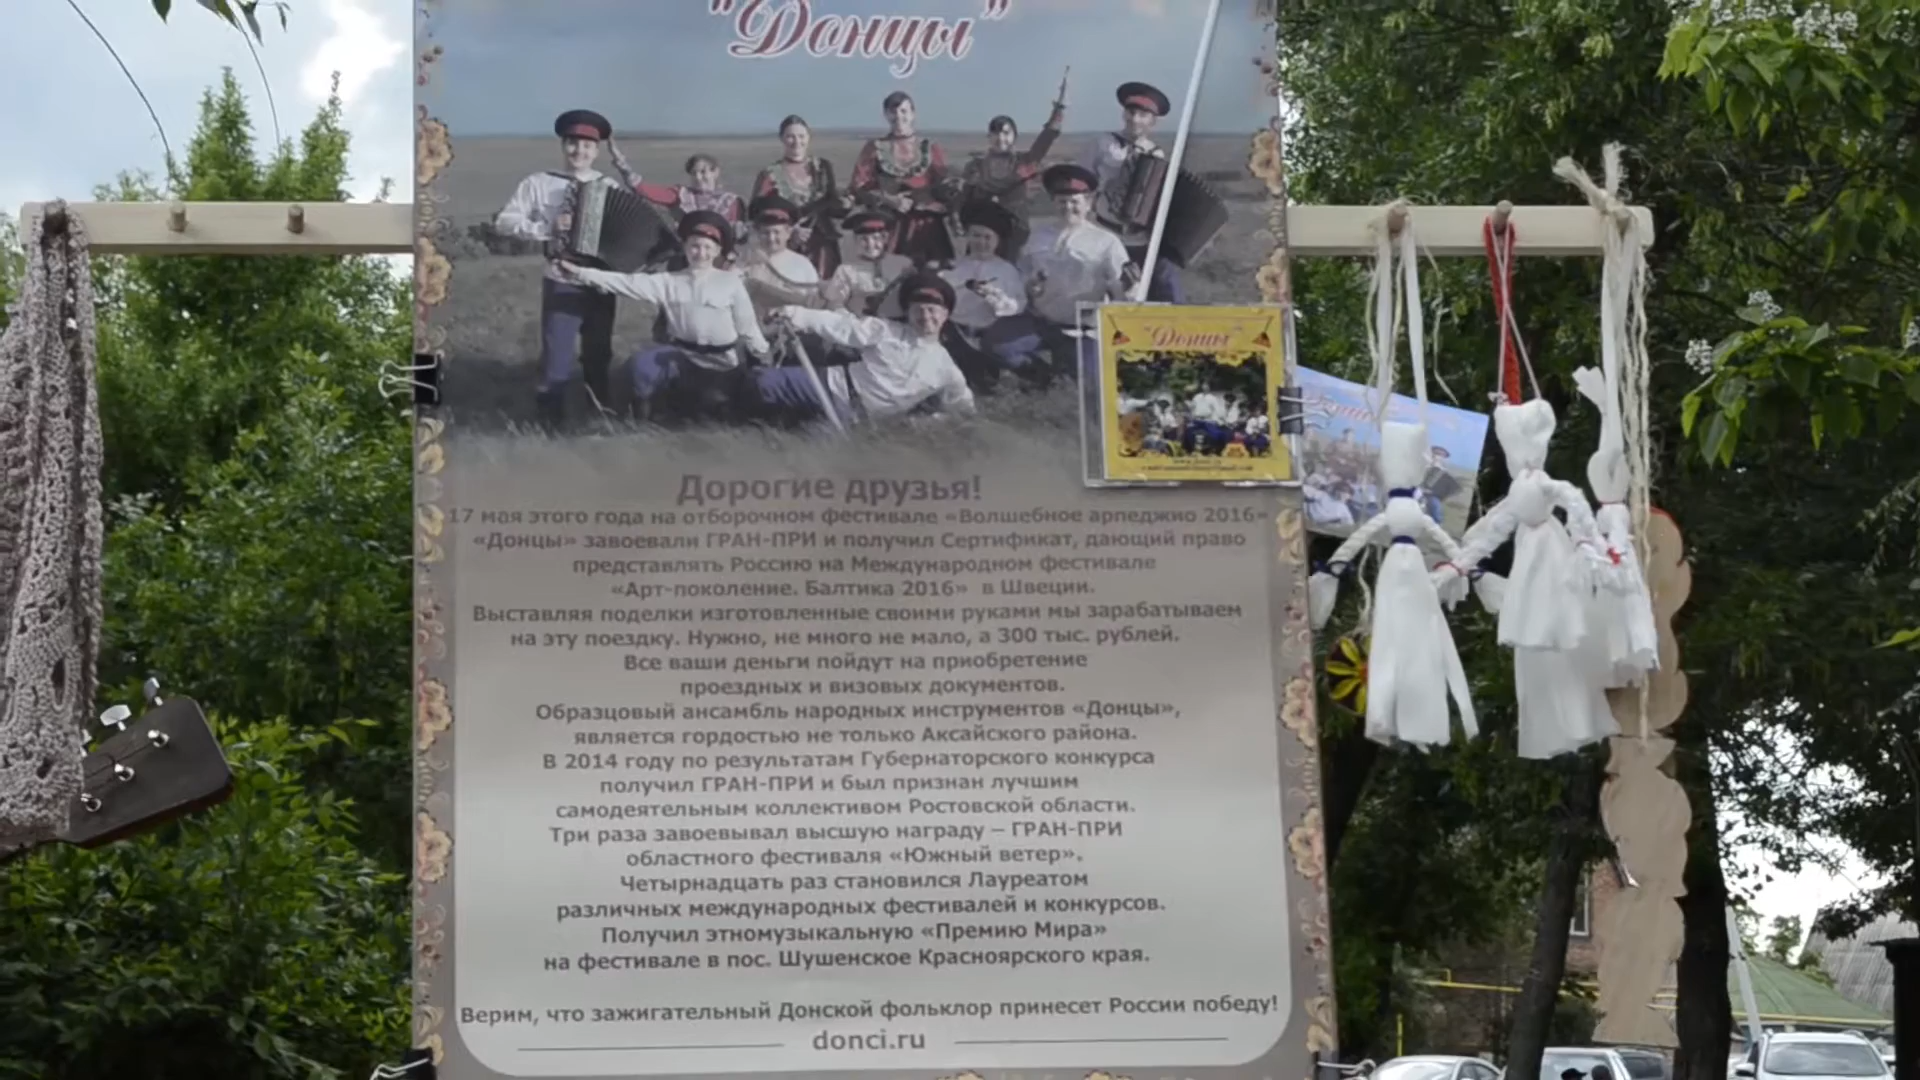 "Донцы"
"Донцы"
Дорогие друзья!
17 мая этого года на отборочном фестивале «Волшебное арпеджио 2016»
«Донцы» завоевали ГРАН-ПРИ и получил Сертификат, дающий право
представлять Россию на Международном фестивале
«Арт-поколение. Балтика 2016» в Швеции.
Выставляя поделки изготовленные своими руками мы зарабатываем
на эту поездку. Нужно, не много не мало, а 300 тыс. рублей.
Все ваши деньги пойдут на приобретение
проездных и визовых документов.
Образцовый ансамбль народных инструментов «Донцы»,
является гордостью не только Аксайского района.
В 2014 году по результатам Губернаторского конкурса
получил ГРАН-ПРИ и был признан лучшим
самодеятельным коллективом Ростовской области.
Три раза завоевывал высшую награду – ГРАН-ПРИ
областного фестиваля «Южный ветер».
Четырнадцать раз становился Лауреатом
различных международных фестивалей и конкурсов.
Получил этномузыкальную «Премию Мира»
на фестивале в пос. Шушенское Красноярского края.
Верим, что зажигательный Донской фольклор принесет России победу!
donci.ru